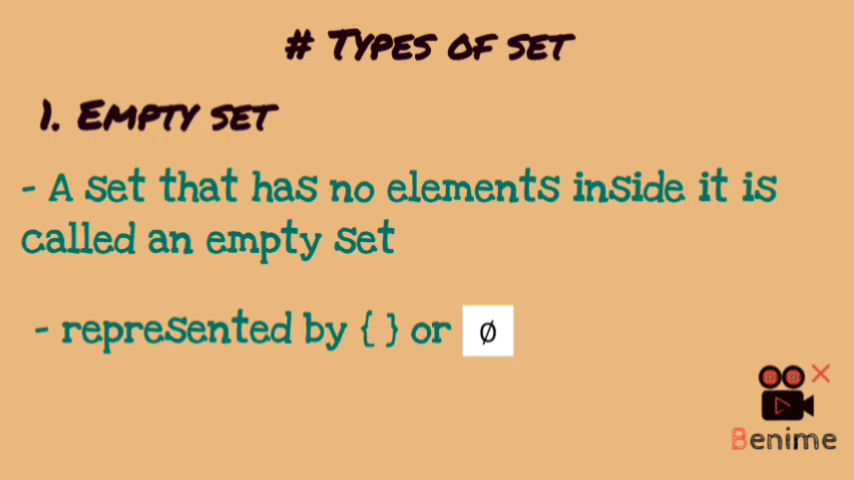 # Types of set
1. Empty set
- A set that has no elements inside it is
called an empty set
- represented by { } or ∅
Benime